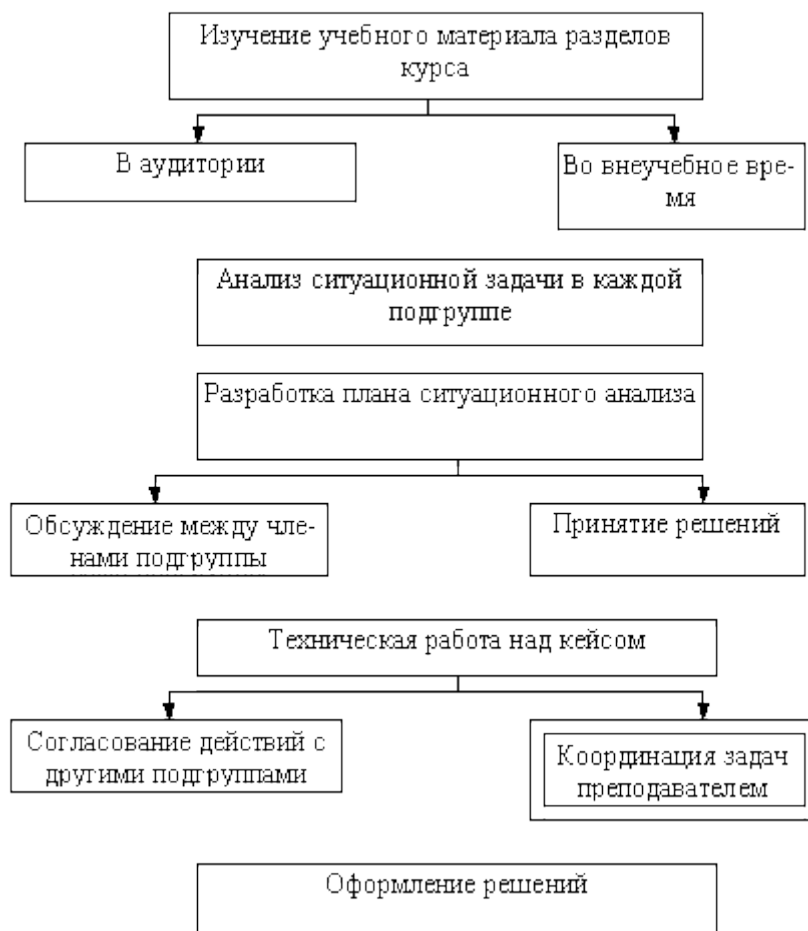 Изучение учебного материала разделов
курса
В аудитории
Во внеучебное вре-
мя
Анализ ситуационной задачи в каждой
подгруппе
Разработка плана ситуационного анализа
Обсуждение между чле-
нами подгруппы
Принятие решений
Техническая работа над кейсом
Согласование действий с
другими подгруппами
Координация задач
преподавателем
Оформление решений